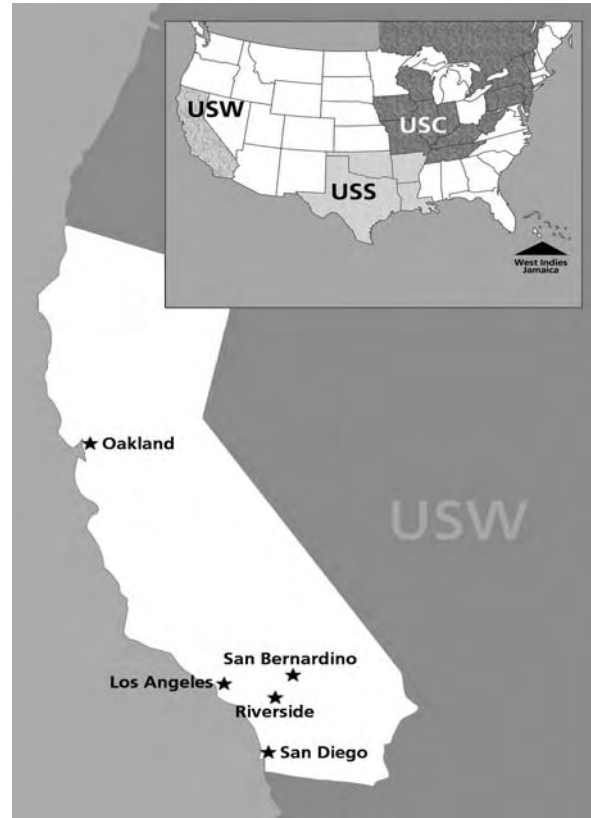 USW
USC
USS
West Indies
Jamaica
Oakland
USW
San Bernardino
Los Angeles
Riverside
San Diego